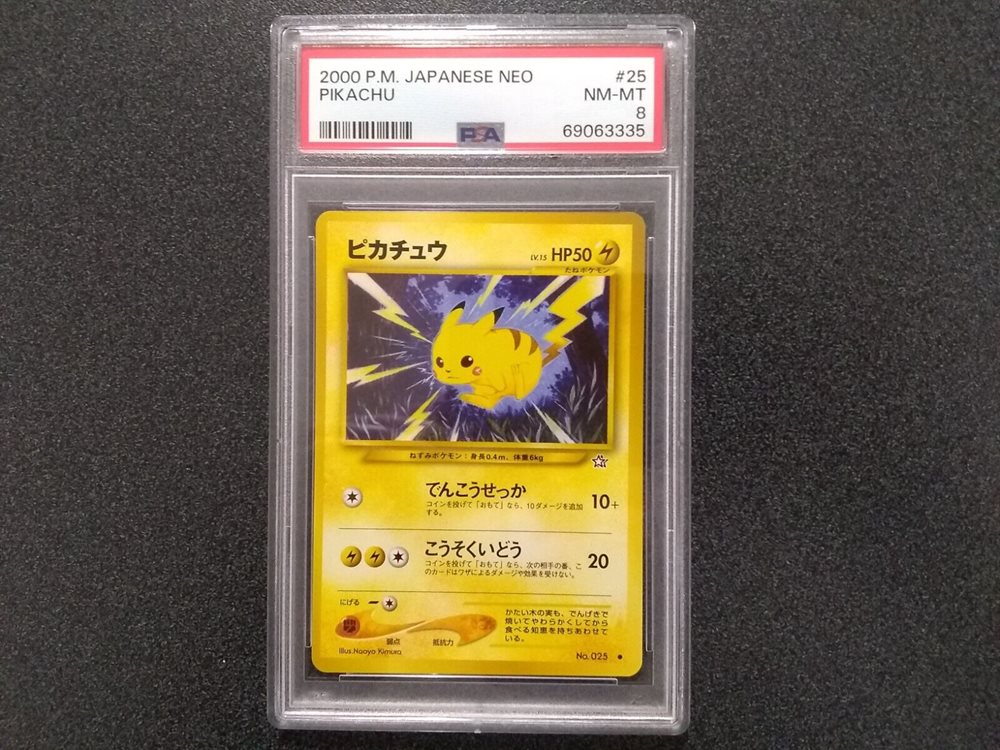 2000 P.M. JAPANESE NEO #25
PIKACHU NM-MT
8
PSA 69063335
ピカチュウ LV.15 HP50
たねポケモン
ねずみポケモン：身長0.4m、体重6kg
でんこうせっか 10+
コインを投げて「おもて」なら、10ダメージを追加
する。
こうそくいどう 20
コインを投げて「おもて」なら、次の相手の番、こ
のカードはワザによるダメージや効果を受けない。
にげる
弱点 抵抗力
かたい木の実も、でんげきで
焼いてやわらかくしてから
食べる知恵を持ちあわせて
いる。
Illus.Naoyo Kimura No. 025